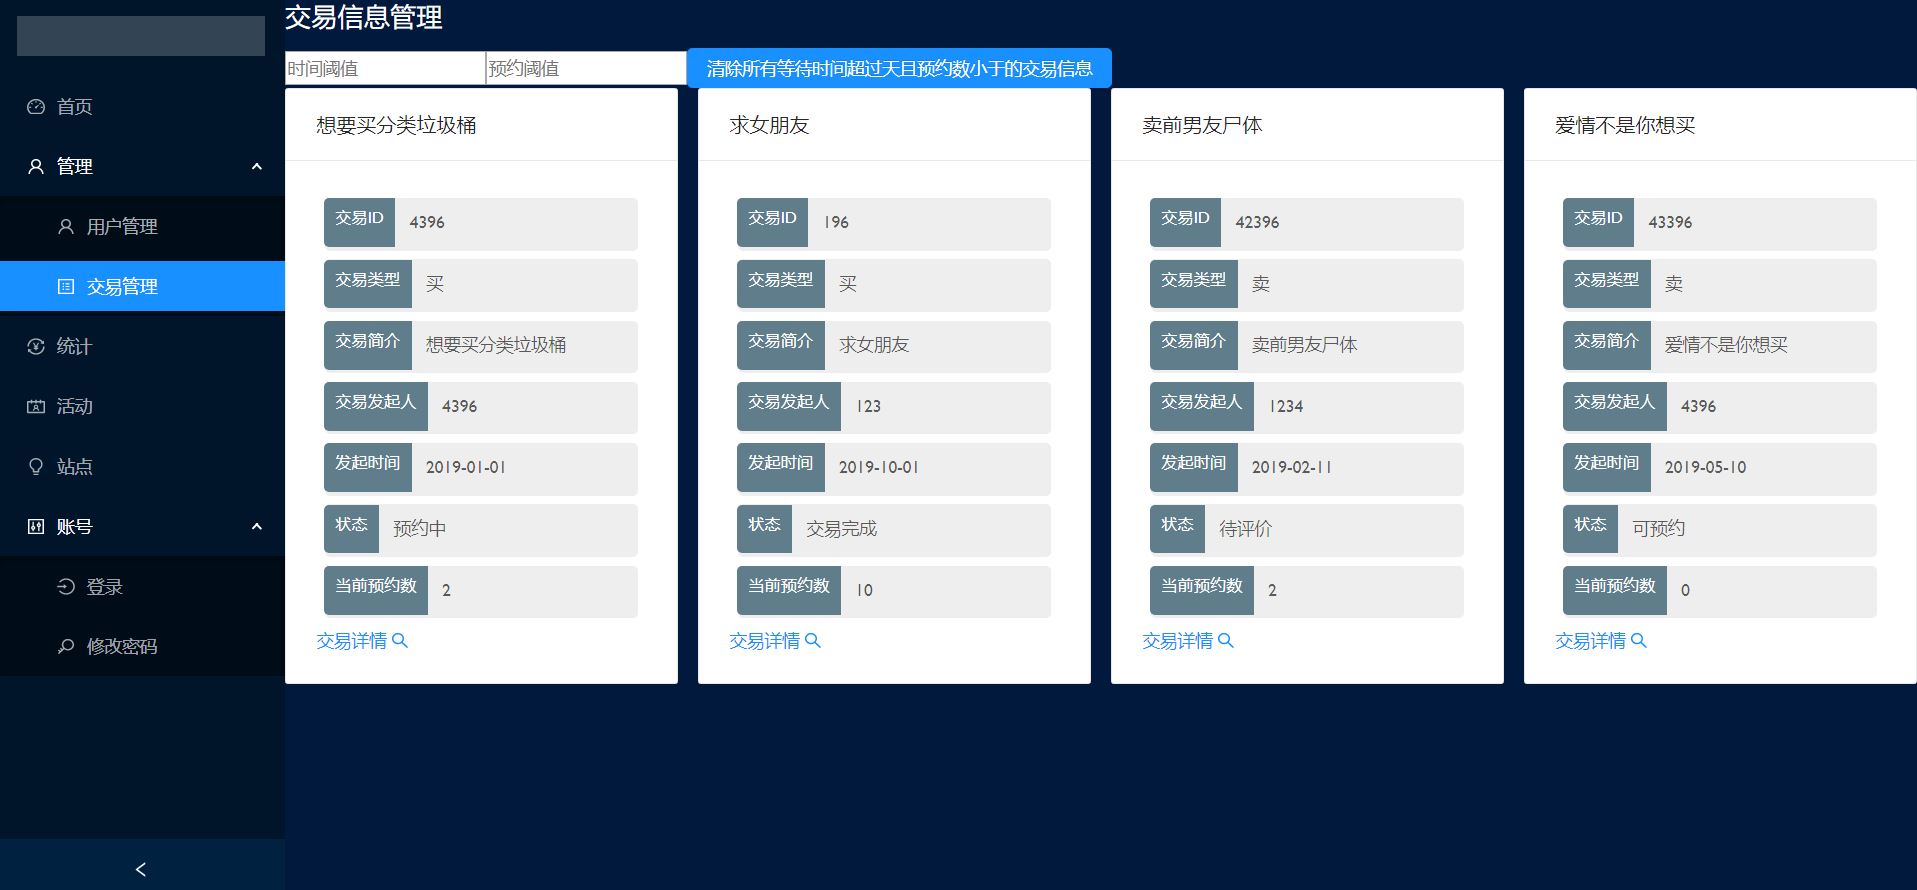 首页
管理
用户管理
交易管理
统计
活动
站点
账号
登录
修改密码
交易信息管理
时间阈值 预约阈值 清除所有等待时间超过天且预约数小于的交易信息
想要买分类垃圾桶
交易ID 4396
交易类型 买
交易简介 想要买分类垃圾桶
交易发起人 4396
发起时间 2019-01-01
状态 预约中
当前预约数 2
交易详情
求女朋友
交易ID 196
交易类型 买
交易简介 求女朋友
交易发起人 123
发起时间 2019-10-01
状态 交易完成
当前预约数 10
交易详情
卖前男友尸体
交易ID 42396
交易类型 卖
交易简介 卖前男友尸体
交易发起人 1234
发起时间 2019-02-11
状态 待评价
当前预约数 2
交易详情
爱情不是你想买
交易ID 43396
交易类型 卖
交易简介 爱情不是你想买
交易发起人 4396
发起时间 2019-05-10
状态 可预约
当前预约数 0
交易详情